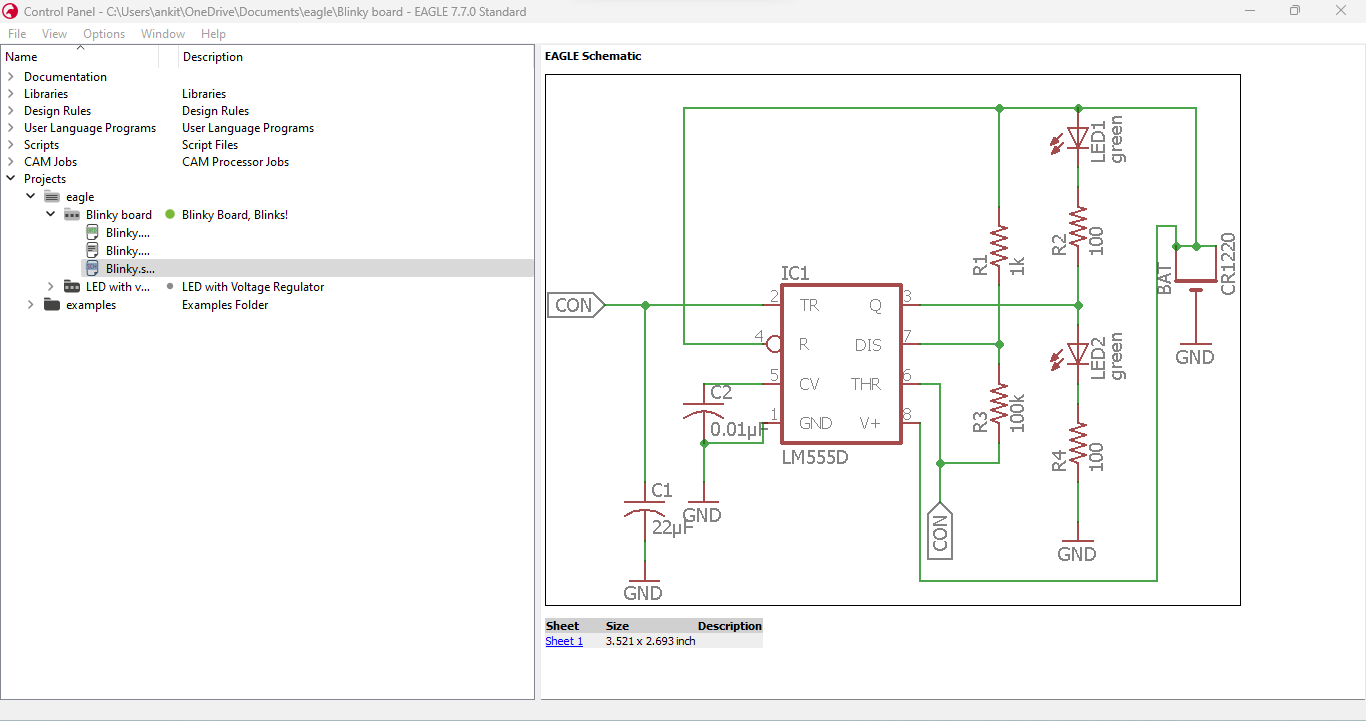 Control Panel - C:\Users\ankit\OneDrive\Documents\eagle\Blinky board - EAGLE 7.7.0 Standard
File View Options Window Help
Name Description
Documentation
Libraries Libraries
Design Rules Design Rules
User Language Programs User Language Programs
Scripts Script Files
CAM Jobs CAM Processor Jobs
Projects
eagle
Blinky board Blinky Board, Blinks!
Blinky....
Blinky....
Blinky.s...
LED with v... LED with Voltage Regulator
examples Examples Folder
EAGLE Schematic
LED1
green
R2
100
R1
1k
BAT
CR1220
GND
IC1
CON
2 TR Q 3
4 R DIS 7
5 CV THR 6
1 GND V+ 8
LM555D
C2
0.01µF
GND
C1
22µF
GND
LED2
green
R3
100k
R4
100
GND
CON
Sheet Size Description
Sheet 1 3.521 x 2.693 inch